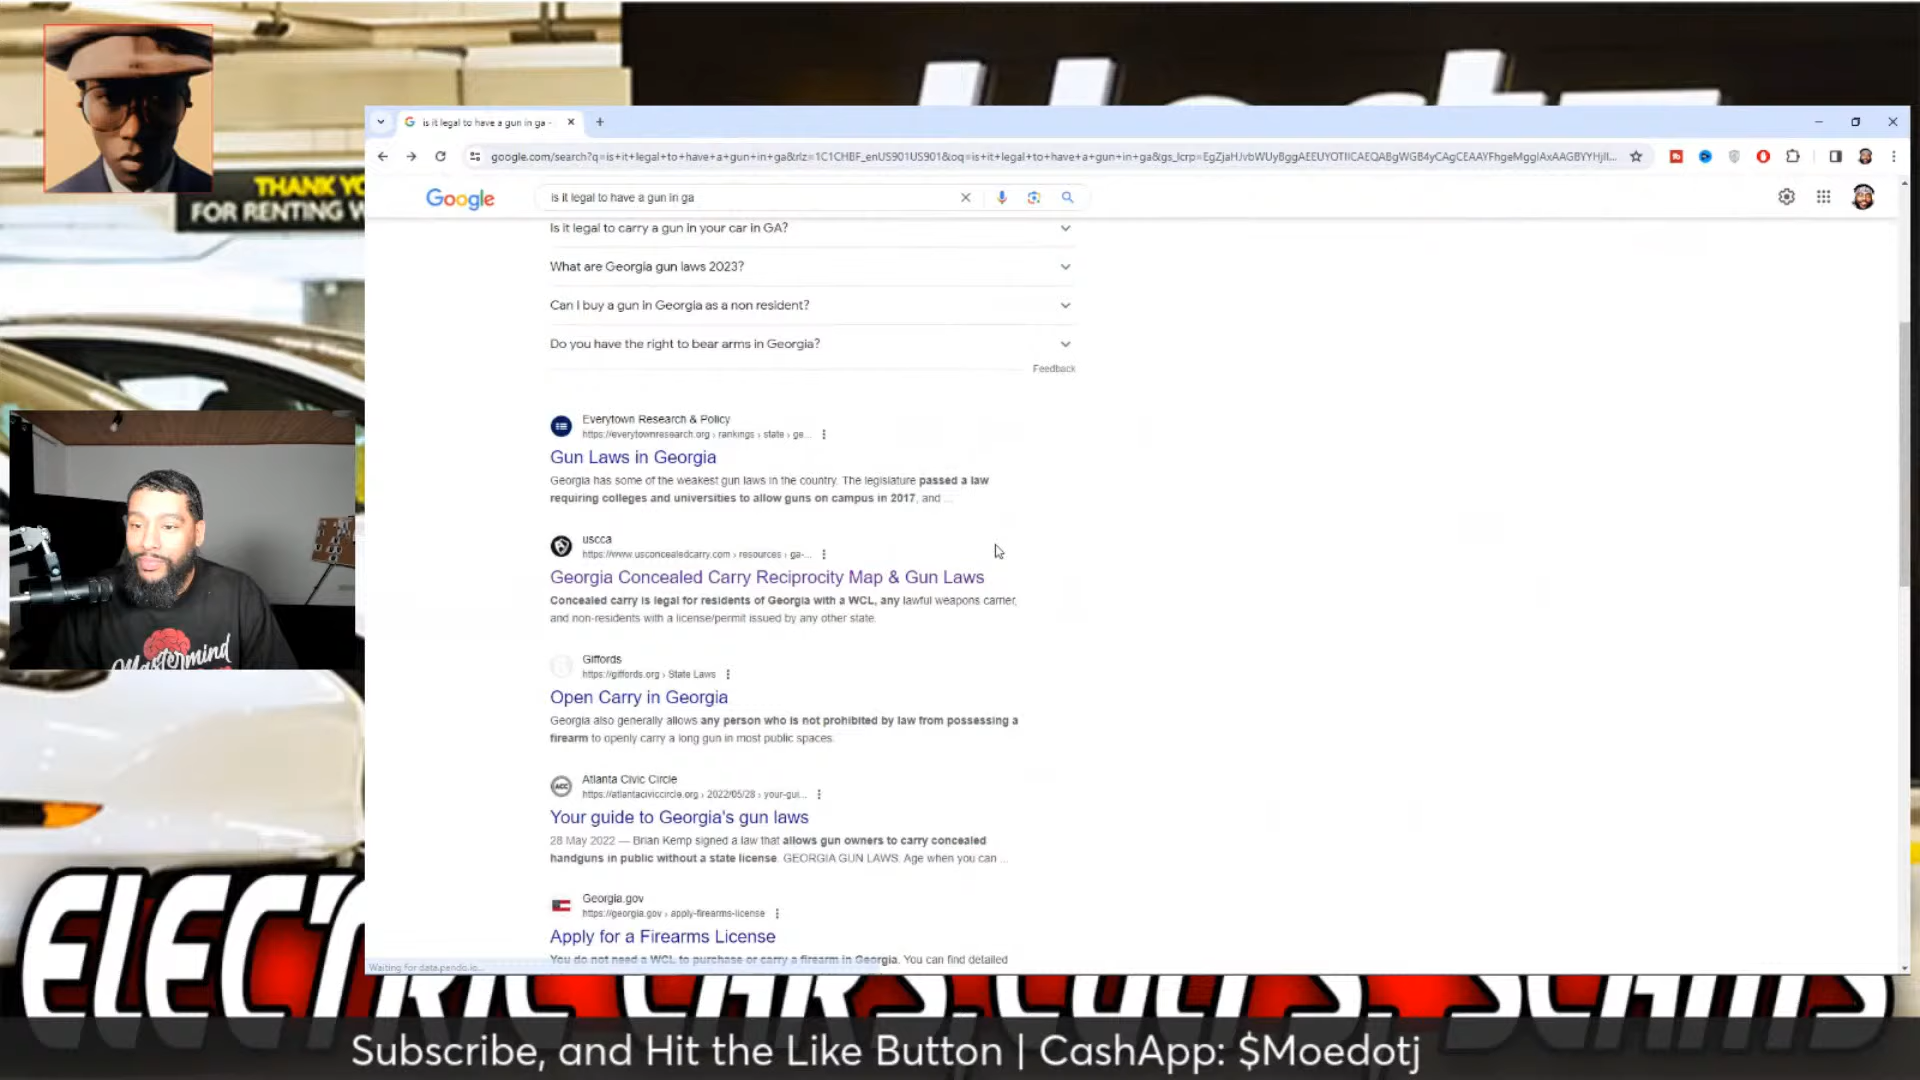 THANK YO
FOR RENTING W
Hertz
is it legal to have a gun in ga -
Google
is it legal to have a gun in ga
Is it legal to carry a gun in your car in GA?
What are Georgia gun laws 2023?
Can I buy a gun in Georgia as a non resident?
Do you have the right to bear arms in Georgia?
Feedback
Everytown Research & Policy
https://everytownresearch.org › rankings › state › ge...
Gun Laws in Georgia
Georgia has some of the weakest gun laws in the country. The legislature passed a law
requiring colleges and universities to allow guns on campus in 2017, and ...
uscca
https://www.usconcealedcarry.com › resources › ga-...
Georgia Concealed Carry Reciprocity Map & Gun Laws
Concealed carry is legal for residents of Georgia with a WCL, any lawful weapons carrier,
and non-residents with a license/permit issued by any other state.
Giffords
https://giffords.org › State Laws
Open Carry in Georgia
Georgia also generally allows any person who is not prohibited by law from possessing a
firearm to openly carry a long gun in most public spaces.
Atlanta Civic Circle
https://atlantaciviccircle.org › 2022/05/28 › your-gui...
Your guide to Georgia's gun laws
28 May 2022 — Brian Kemp signed a law that allows gun owners to carry concealed
handguns in public without a state license. GEORGIA GUN LAWS. Age when you can ...
Georgia.gov
https://georgia.gov › apply-firearms-license
Apply for a Firearms License
You do not need a WCL to purchase or carry a firearm in Georgia. You can find detailed
Waiting for data.pendo.io...
Mastermind
ELECTRIC CARS, CULTS, SCAMS
Subscribe, and Hit the Like Button | CashApp: $Moedotj